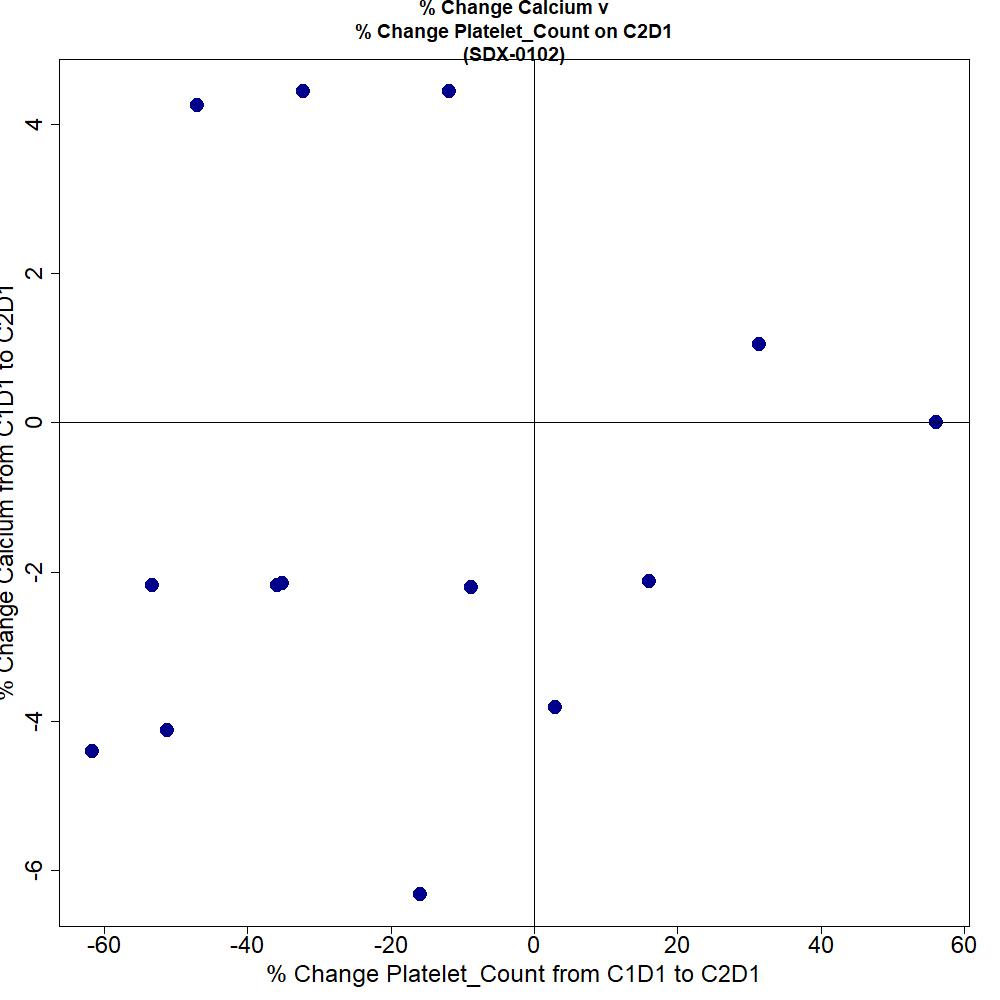 % Change Calcium v
% Change Platelet_Count on C2D1
(SDX-0102)
% Change Calcium from C1D1 to C2D1
4
2
0
-2
-4
-6
-60
-40
-20
0
20
40
60
% Change Platelet_Count from C1D1 to C2D1